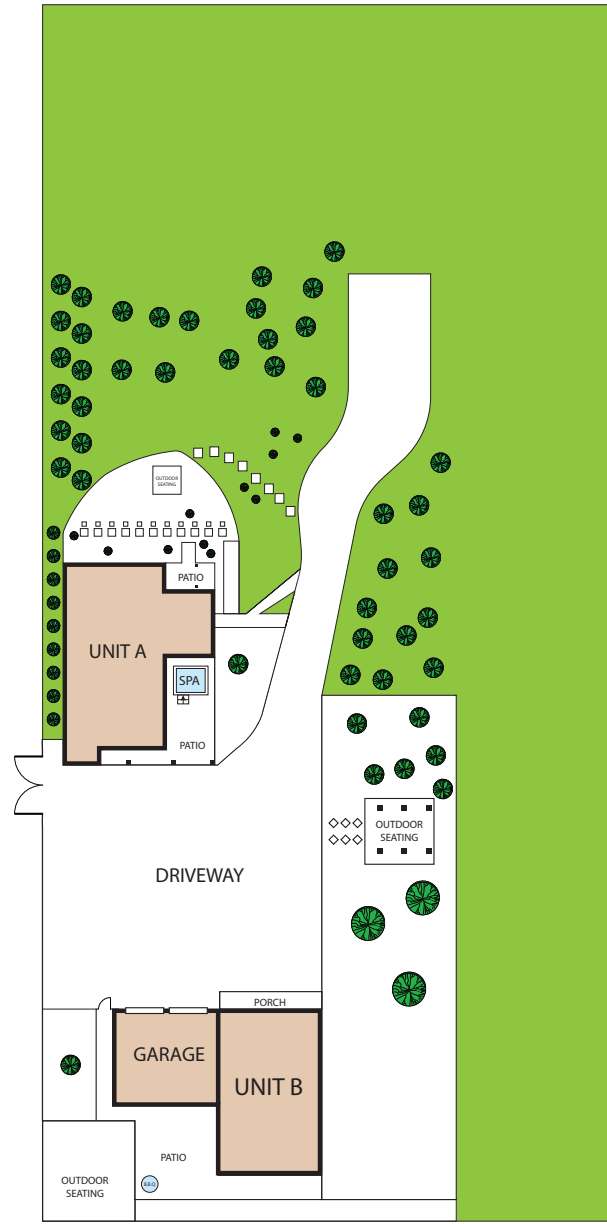 OUTDOOR
SEATING
PATIO
UNIT A
SPA
PATIO
OUTDOOR
SEATING
DRIVEWAY
PORCH
GARAGE
UNIT B
PATIO
OUTDOOR
SEATING
B.B.Q